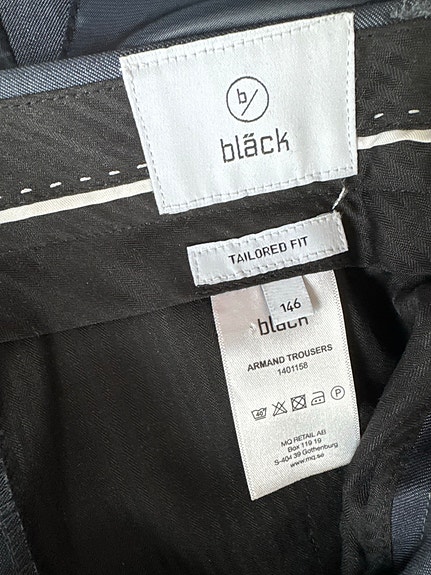 b/
bläck
TAILORED FIT
146
bläck
ARMAND TROUSERS
1401158
40
P
MQ RETAIL AB
Box 119 19
S-404 39 Gothenburg
www.mq.se